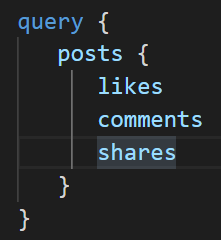 query {
    posts {
        likes
        comments
        shares
    }
}